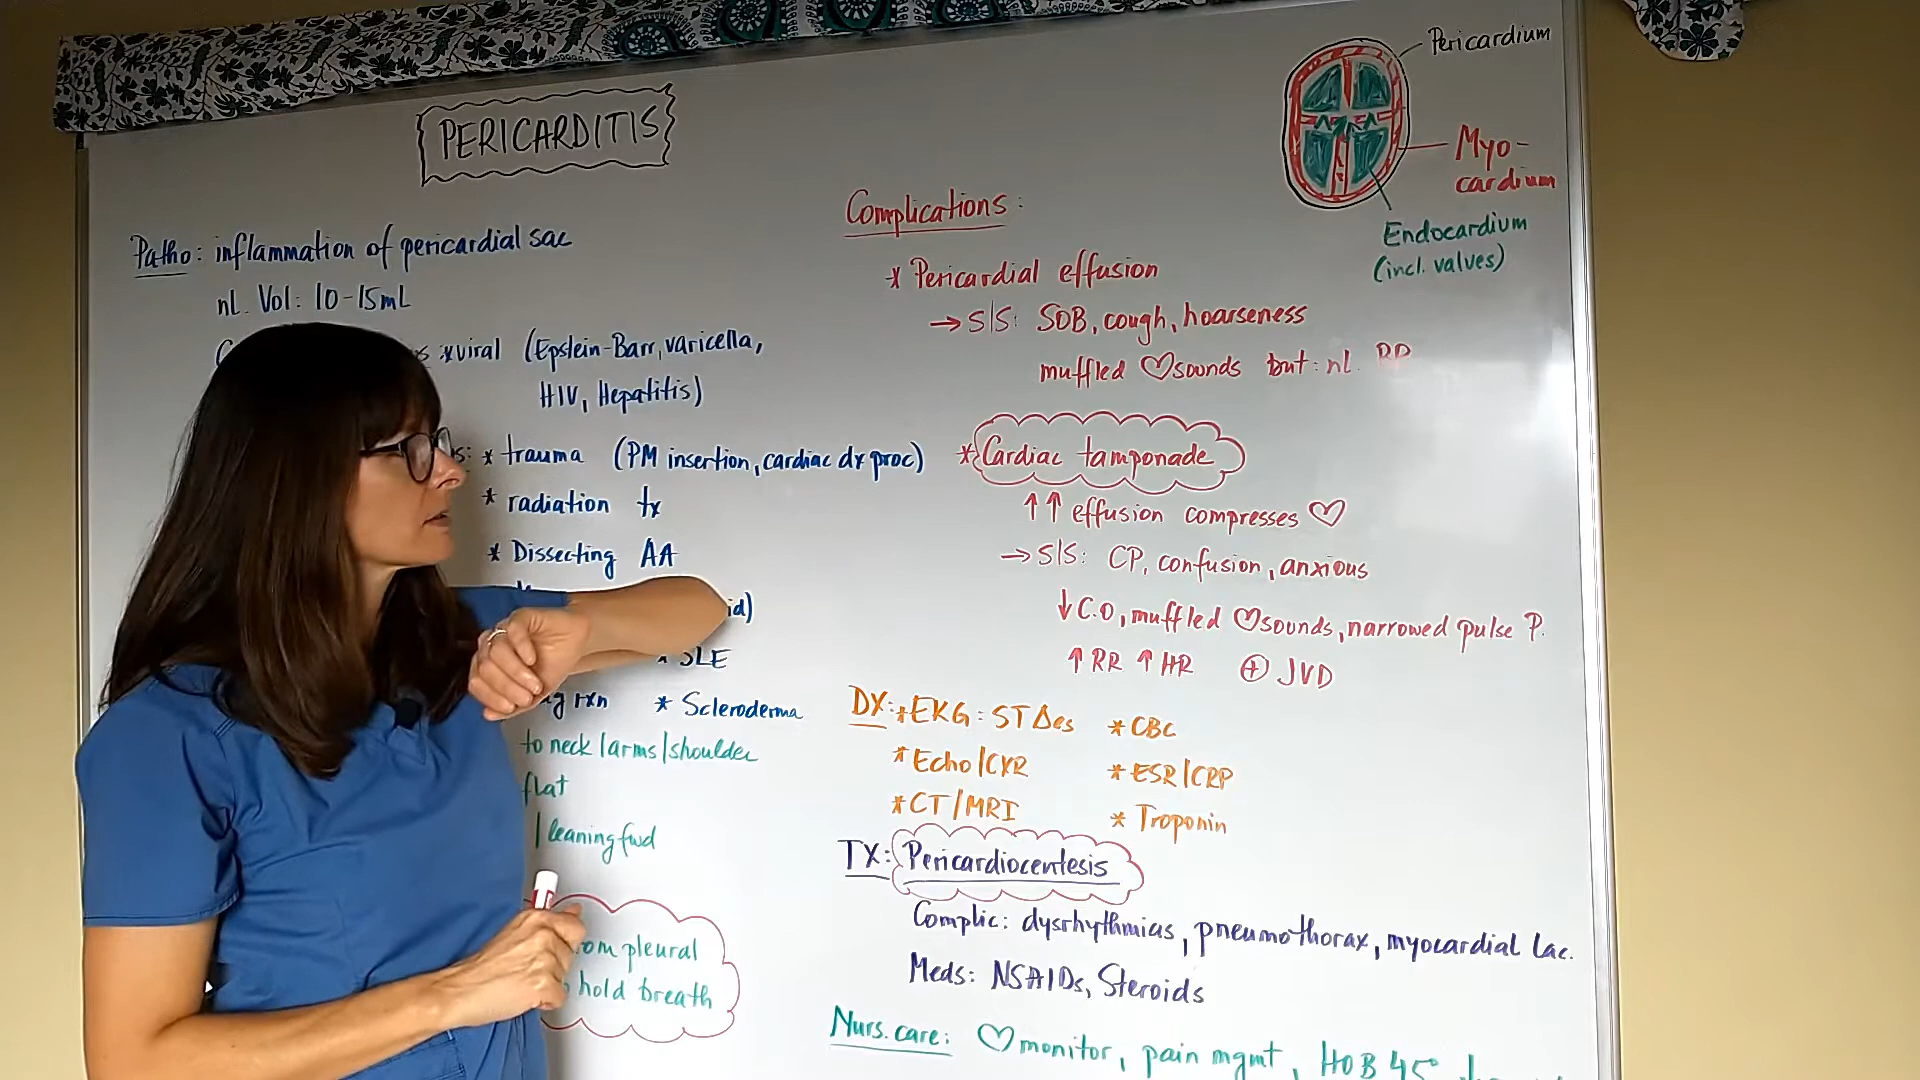 PERICARDITIS
Patho: inflammation of pericardial sac
nl. Vol: 10-15mL
*viral (Epstein-Barr, varicella,
HIV, Hepatitis)
* trauma (PM insertion, cardiac dx proc)
* radiation tx
* Dissecting AA
* SLE
rxn * Scleroderma
to neck/arms/shoulder
flat
/leaning fwd
pleural
hold breath
Complications:
* Pericardial effusion
→ S/S: SOB, cough, hoarseness
muffled ♡sounds but: nl. BP
* Cardiac tamponade
↑↑ effusion compresses ♡
→ S/S: CP, confusion, anxious
↓C.O, muffled ♡sounds, narrowed pulse P.
↑RR ↑HR ⊕ JVD
DX: *EKG: ST Δes * CBC
*Echo/CXR * ESR/CRP
*CT/MRI * Troponin
TX: Pericardiocentesis
Complic: dysrhythmias, pneumothorax, myocardial lac.
Meds: NSAIDs, Steroids
Nurs. care: ♡monitor, pain mgmt, HOB 45°
Pericardium
Myo-
cardium
Endocardium
(incl. valves)